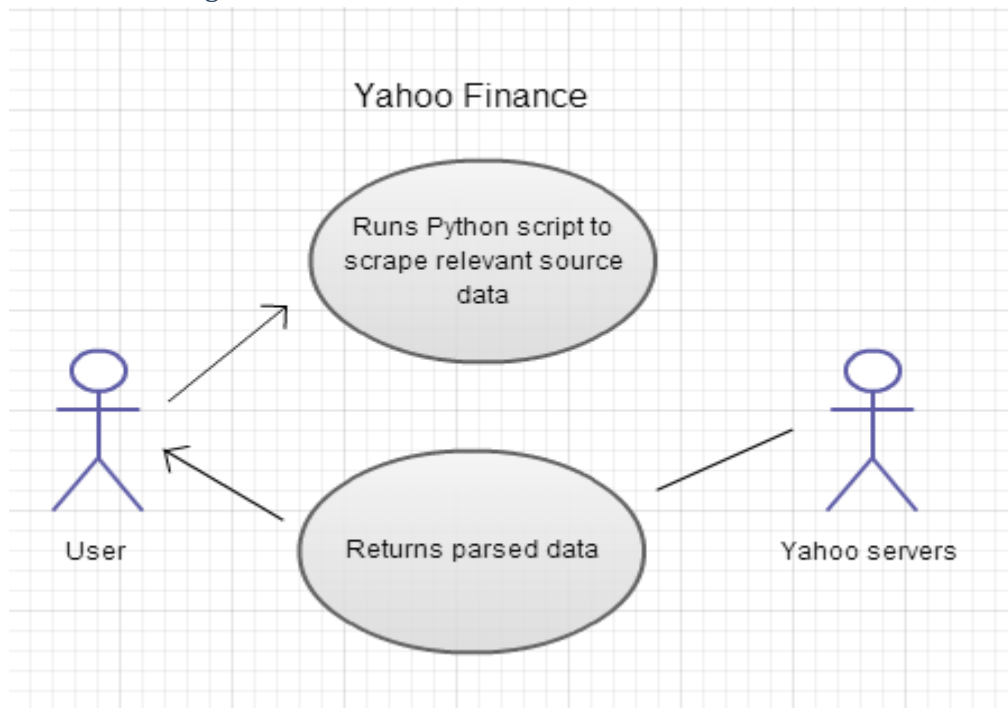 Yahoo Finance
Runs Python script to
scrape relevant source
data
User
Returns parsed data
Yahoo servers